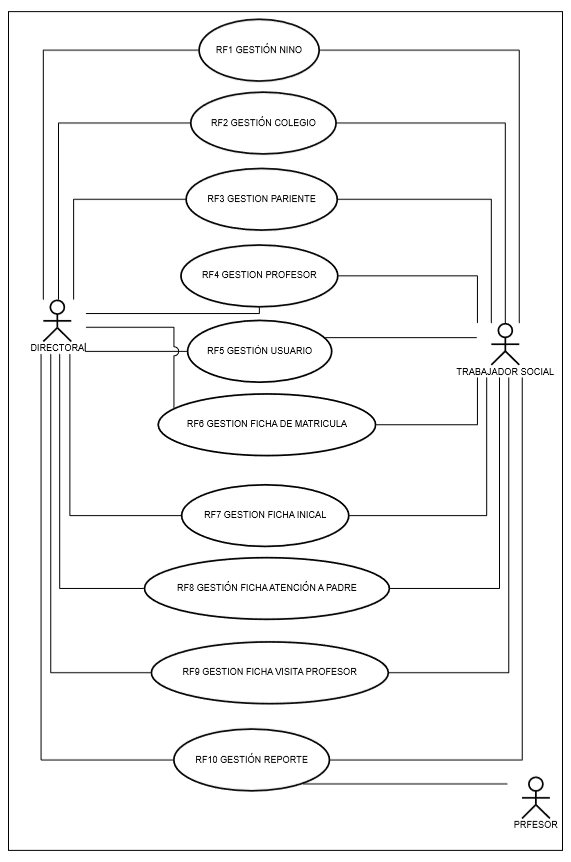 RF1 GESTIÓN NINO
RF2 GESTIÓN COLEGIO
RF3 GESTION PARIENTE
RF4 GESTION PROFESOR
DIRECTORA
RF5 GESTIÓN USUARIO
TRABAJADOR SOCIAL
RF6 GESTION FICHA DE MATRICULA
RF7 GESTION FICHA INICAL
RF8 GESTIÓN FICHA ATENCIÓN A PADRE
RF9 GESTION FICHA VISITA PROFESOR
RF10 GESTIÓN REPORTE
PRFESOR